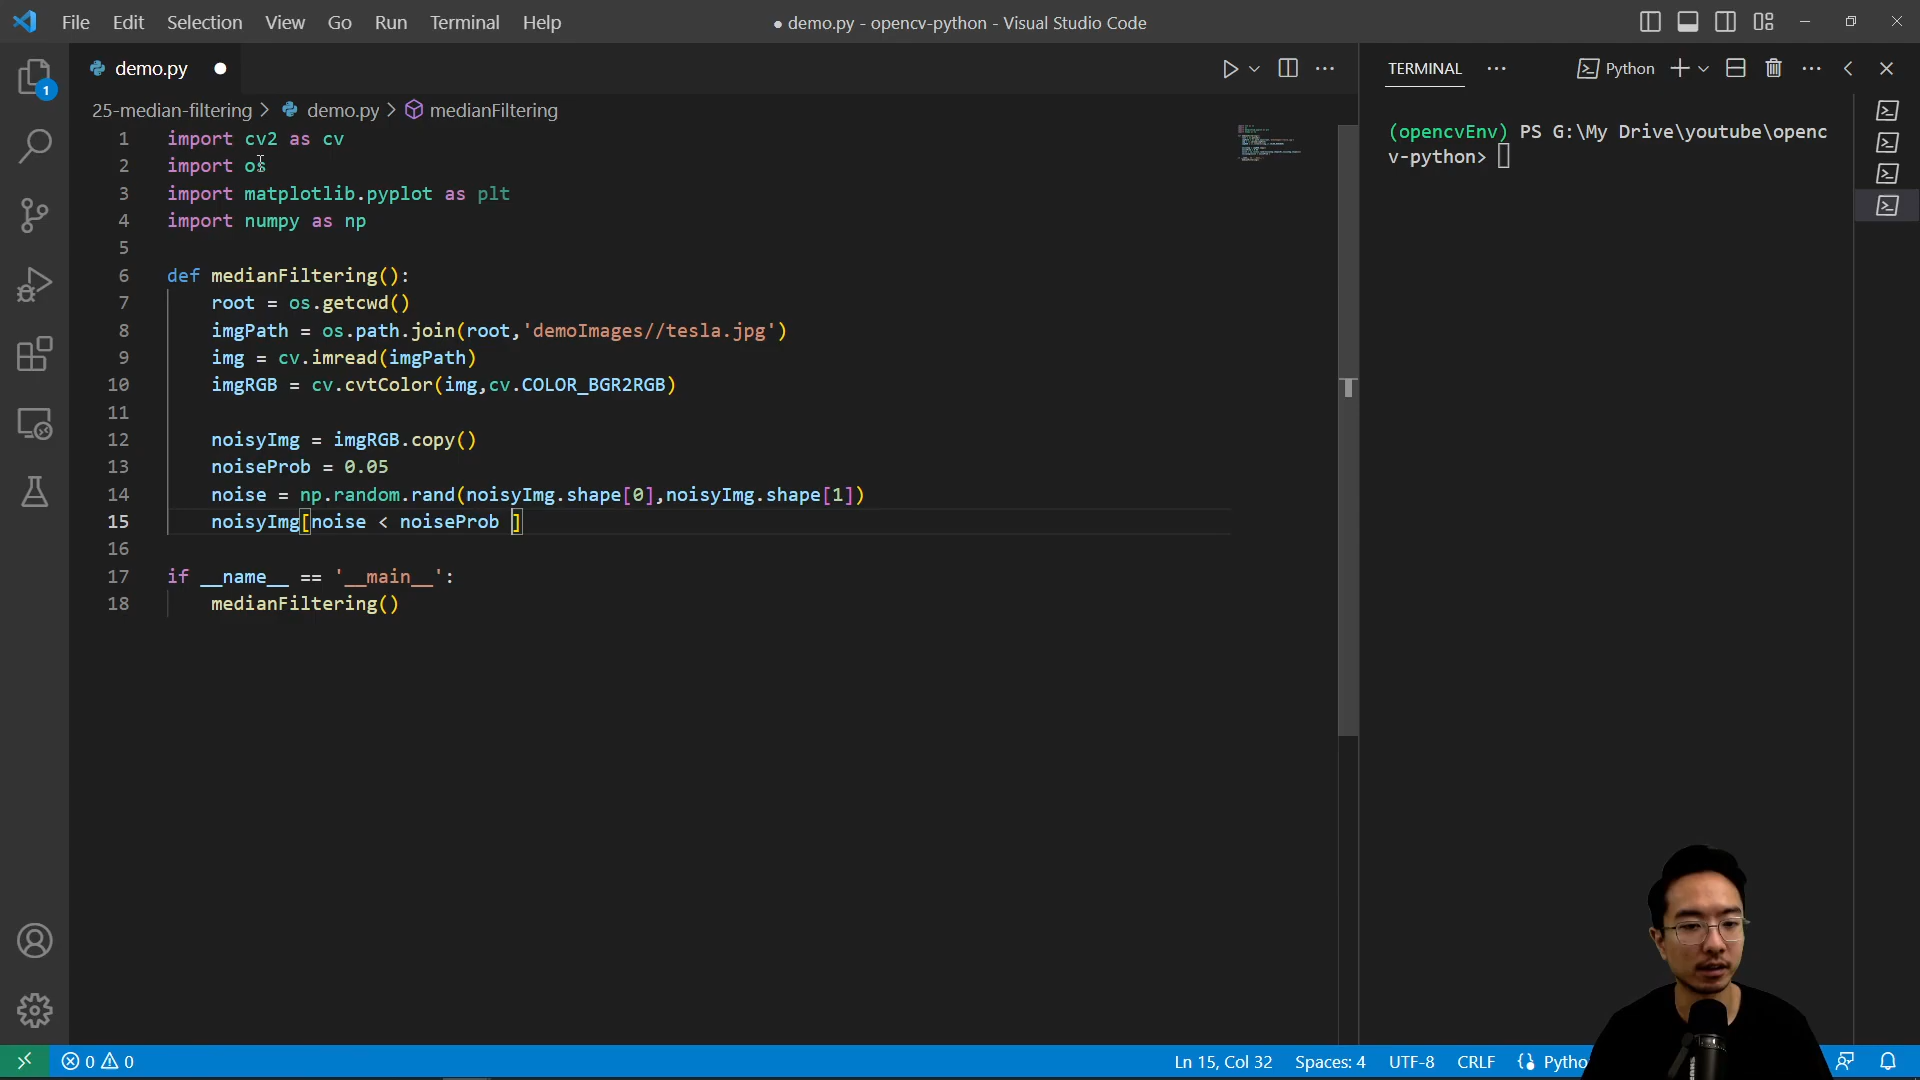 File Edit Selection View Go Run Terminal Help
● demo.py - opencv-python - Visual Studio Code
demo.py ●
TERMINAL ··· Python
1
25-median-filtering > demo.py > medianFiltering
1 import cv2 as cv
2 import os
3 import matplotlib.pyplot as plt
4 import numpy as np
5
6 def medianFiltering():
7 root = os.getcwd()
8 imgPath = os.path.join(root,'demoImages//tesla.jpg')
9 img = cv.imread(imgPath)
10 imgRGB = cv.cvtColor(img,cv.COLOR_BGR2RGB)
11
12 noisyImg = imgRGB.copy()
13 noiseProb = 0.05
14 noise = np.random.rand(noisyImg.shape[0],noisyImg.shape[1])
15 noisyImg[noise < noiseProb ]
16
17 if __name__ == '__main__':
18 medianFiltering()
(opencvEnv) PS G:\My Drive\youtube\openc
v-python>
0 0 Ln 15, Col 32 Spaces: 4 UTF-8 CRLF